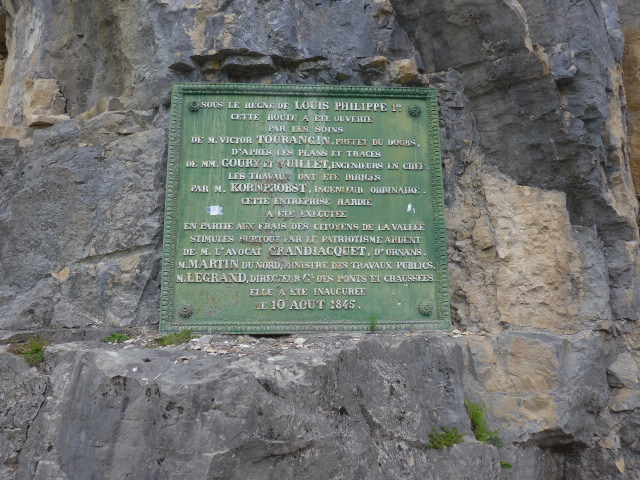 SOUS LE REGNE DE LOUIS PHILIPPE 1ER
CETTE ROUTE A ETE OUVERTE
PAR LES SOINS
DE M. VICTOR TOURANGIN, PREFET DU DOUBS,
D'APRES LES PLANS ET TRACES
DE MM. GOURY ET VUILLET, INGENIEURS EN CHEF.
LES TRAVAUX ONT ETE DIRIGES
PAR M. KORNPROBST, INGENIEUR ORDINAIRE.
CETTE ENTREPRISE HARDIE
A ETE EXECUTEE
EN PARTIE AUX FRAIS DES CITOYENS DE LA VALLEE
STIMULES SURTOUT PAR LE PATRIOTISME ARDENT
DE M. L'AVOCAT GRANDJACQUET, D'ORNANS.
M. MARTIN DU NORD, MINISTRE DES TRAVAUX PUBLICS.
M. LEGRAND, DIRECTEUR GAL DES PONTS ET CHAUSSEES,
ELLE A ETE INAUGUREE
LE 10 AOUT 1845.